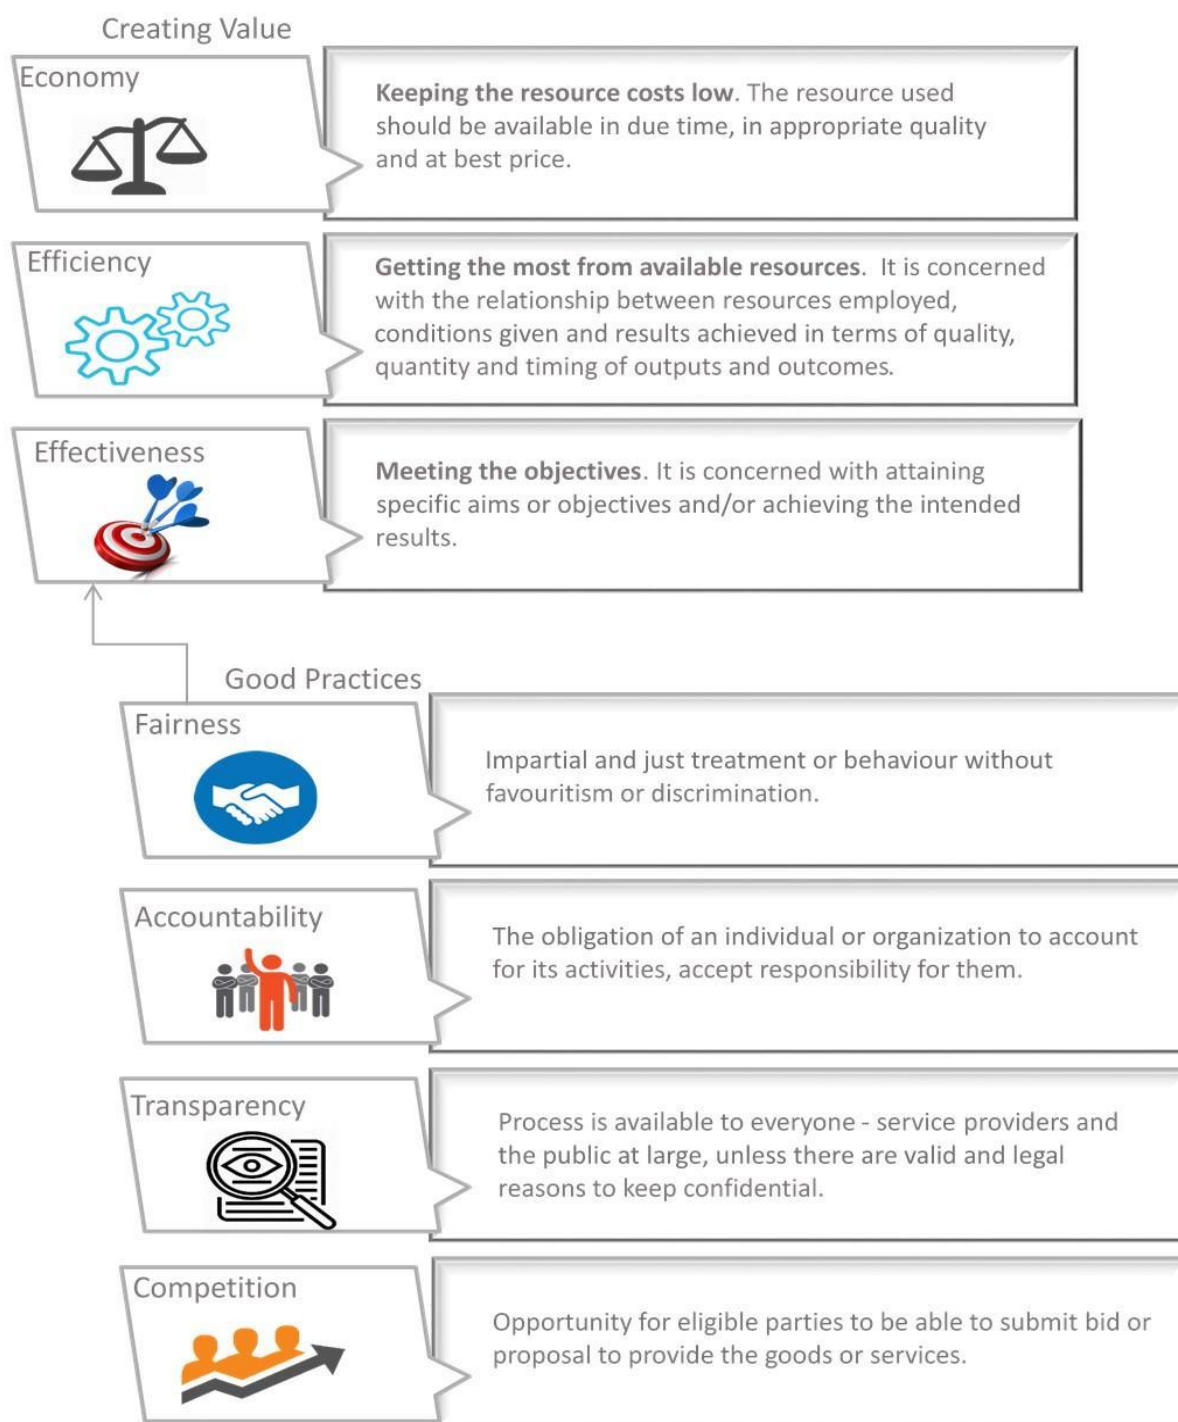 Creating Value
Economy
Keeping the resource costs low. The resource used
should be available in due time, in appropriate quality
and at best price.
Efficiency
Getting the most from available resources.  It is concerned
with the relationship between resources employed,
conditions given and results achieved in terms of quality,
quantity and timing of outputs and outcomes.
Effectiveness
Meeting the objectives. It is concerned with attaining
specific aims or objectives and/or achieving the intended
results.
Good Practices
Fairness
Impartial and just treatment or behaviour without
favouritism or discrimination.
Accountability
The obligation of an individual or organization to account
for its activities, accept responsibility for them.
Transparency
Process is available to everyone - service providers and
the public at large, unless there are valid and legal
reasons to keep confidential.
Competition
Opportunity for eligible parties to be able to submit bid or
proposal to provide the goods or services.